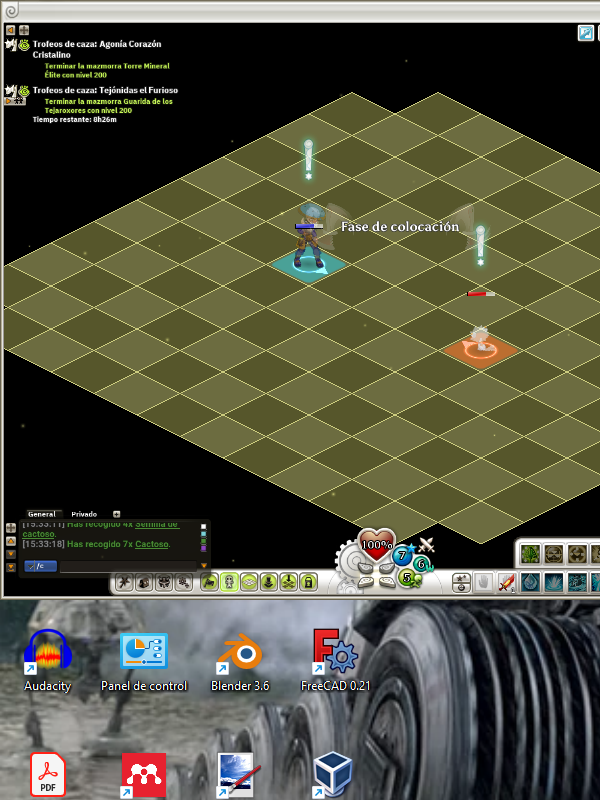 Trofeos de caza: Agonía Corazón
Cristalino
Terminar la mazmorra Torre Mineral
Élite con nivel 200
Trofeos de caza: Tejónidas el Furioso
Terminar la mazmorra Guarida de los
Tejaroxores con nivel 200
Tiempo restante: 8h26m
Fase de colocación
General
Privado
[15:33:11] Has recogido 4x Semilla de
cactoso.
[15:33:18] Has recogido 7x Cactoso.
/c
100%
7
6
5
Audacity
Panel de control
Blender 3.6
FreeCAD 0.21
PDF